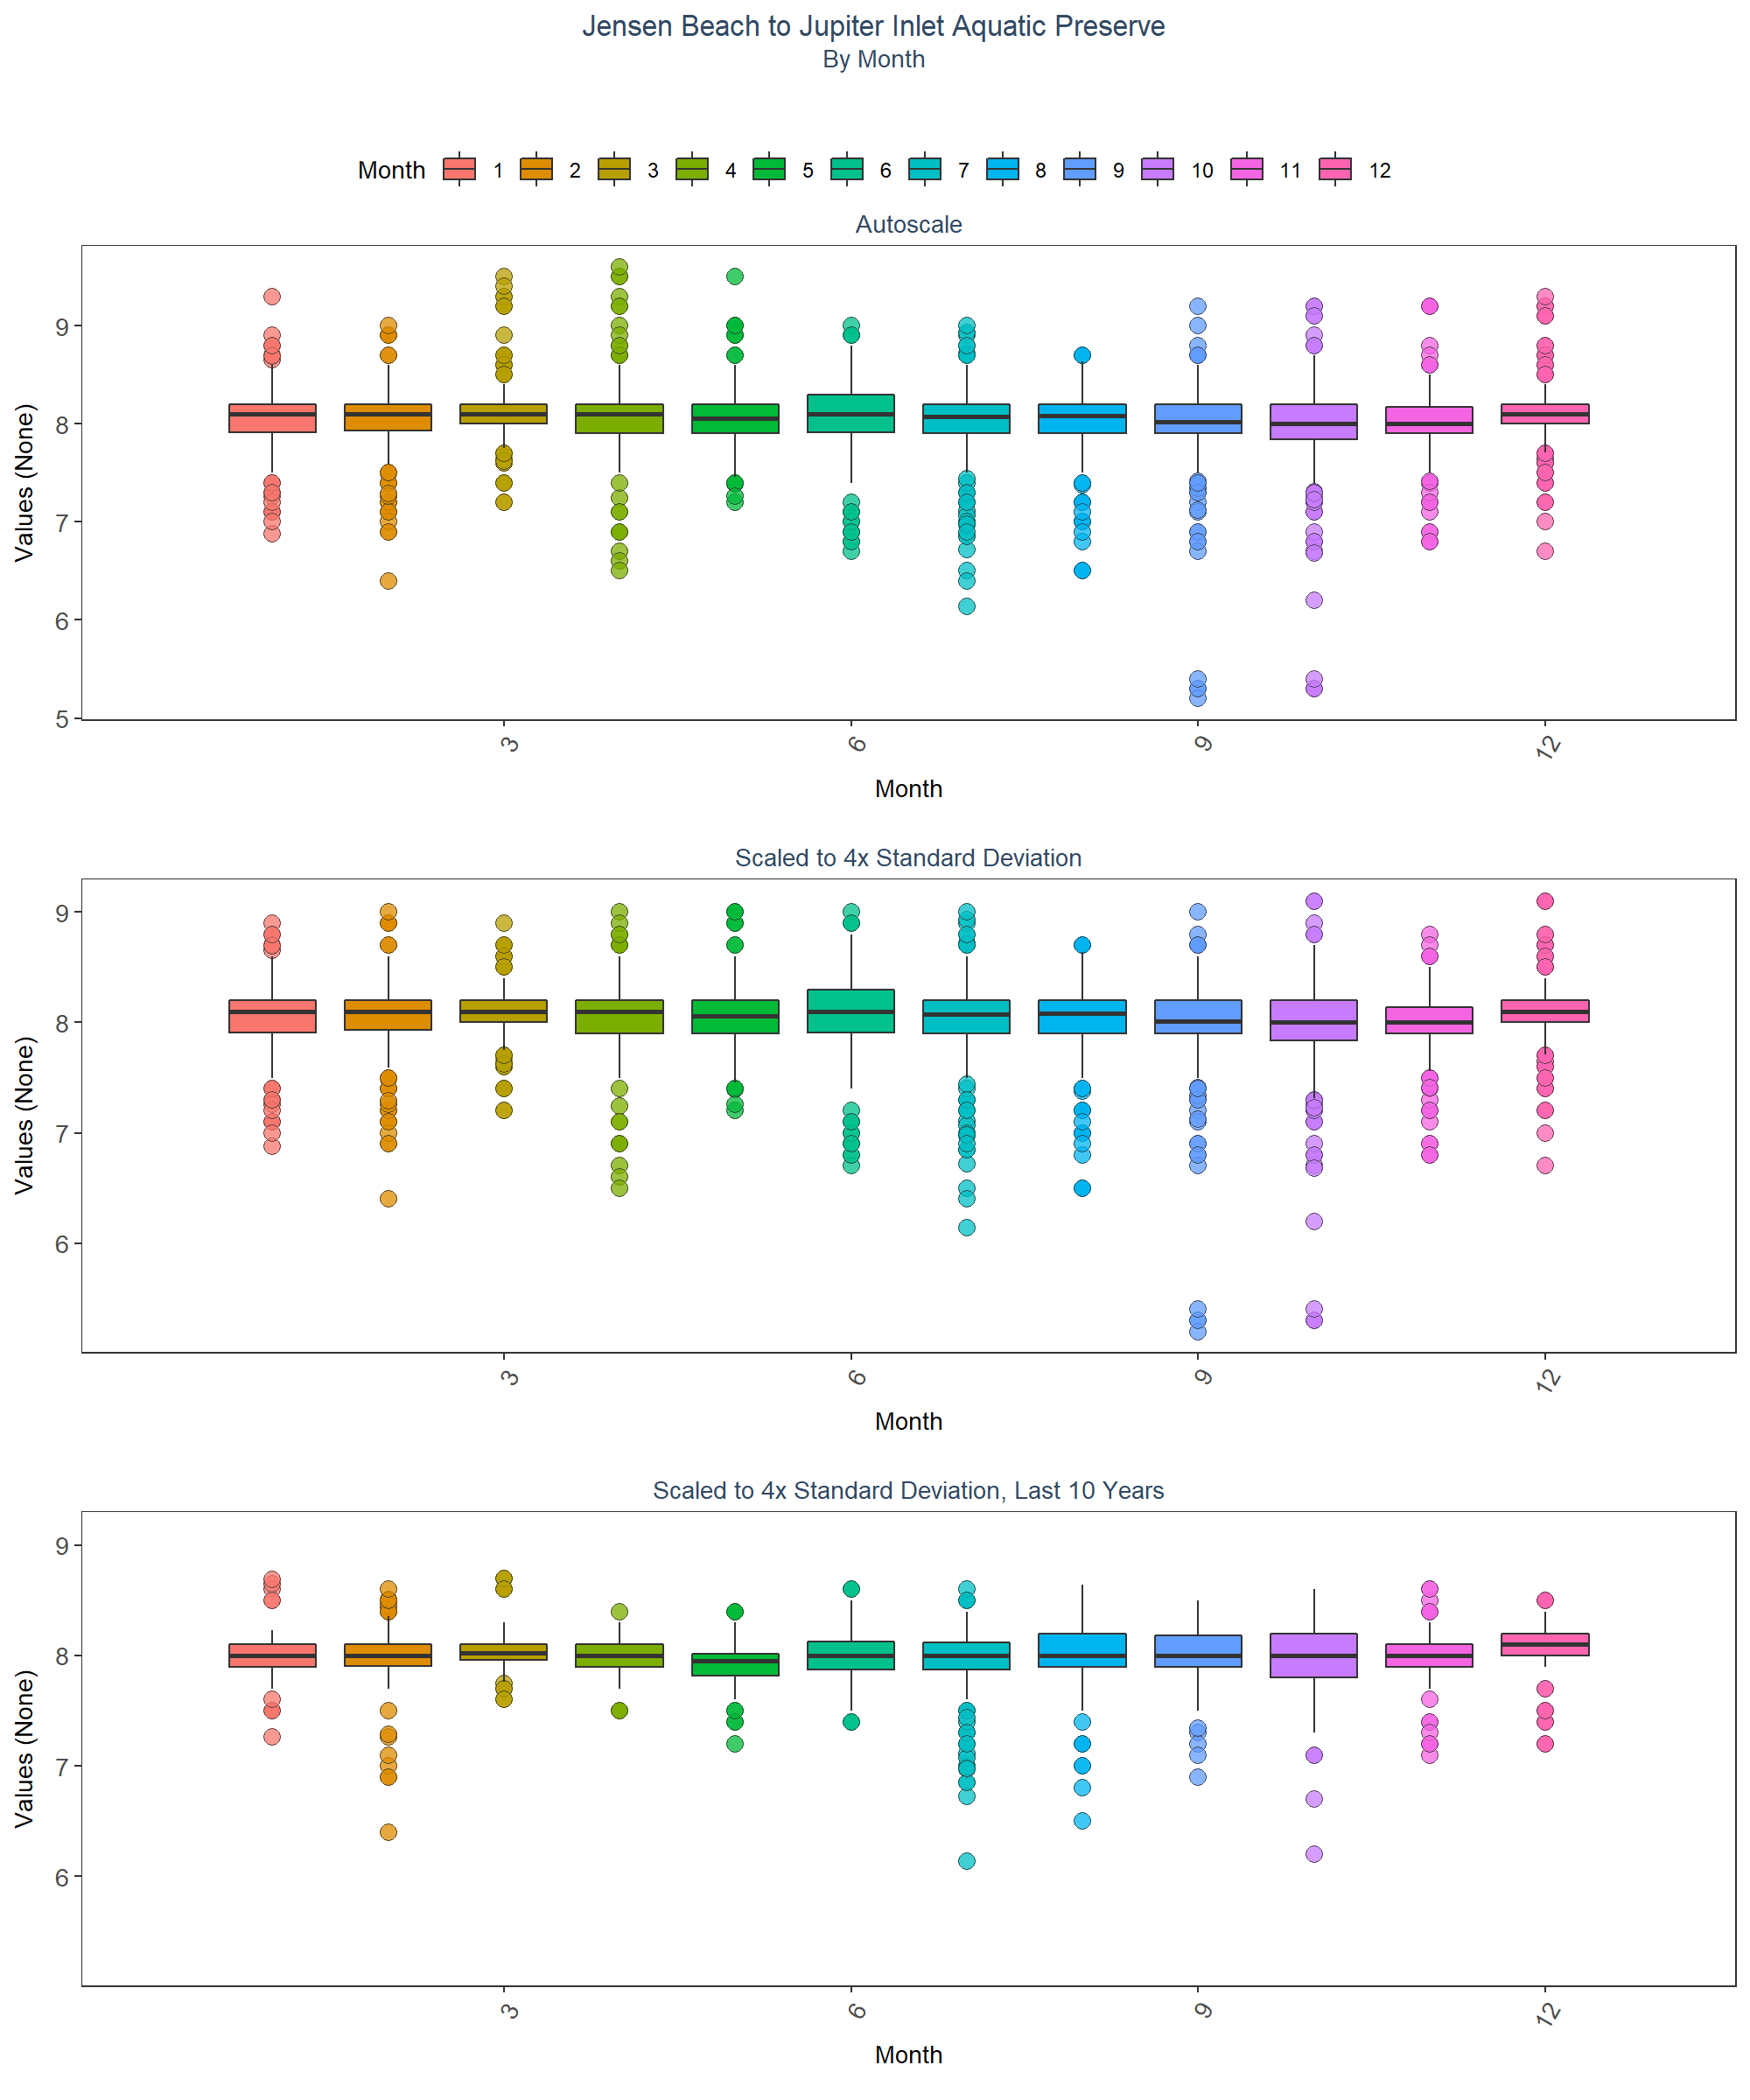 Jensen Beach to Jupiter Inlet Aquatic Preserve
By Month
Month 1 2 3 4 5 6 7 8 9 10 11 12
Autoscale
Values (None)
9
8
7
6
5
3 6 9 12
Month
Scaled to 4x Standard Deviation
Values (None)
9
8
7
6
3 6 9 12
Month
Scaled to 4x Standard Deviation, Last 10 Years
Values (None)
9
8
7
6
3 6 9 12
Month